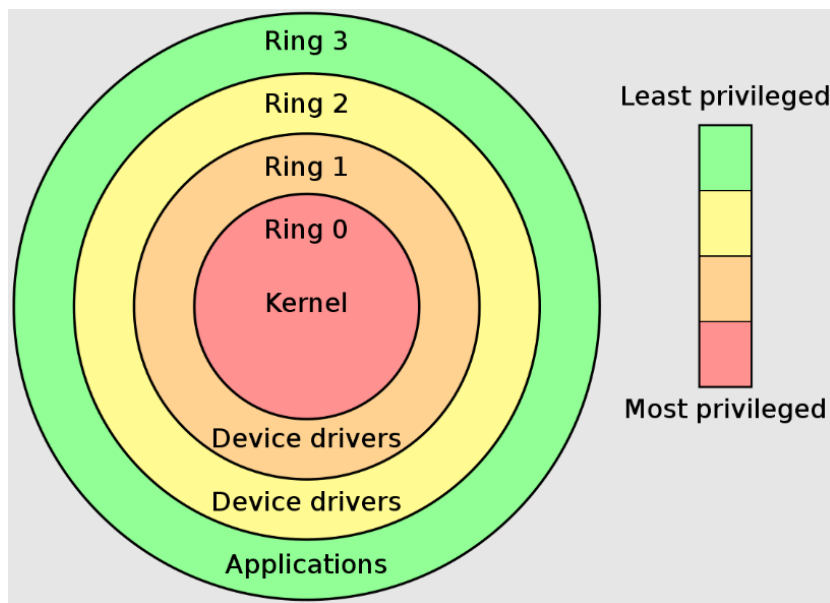 Ring 3
Ring 2
Ring 1
Ring 0
Kernel
Device drivers
Device drivers
Applications
Least privileged
Most privileged